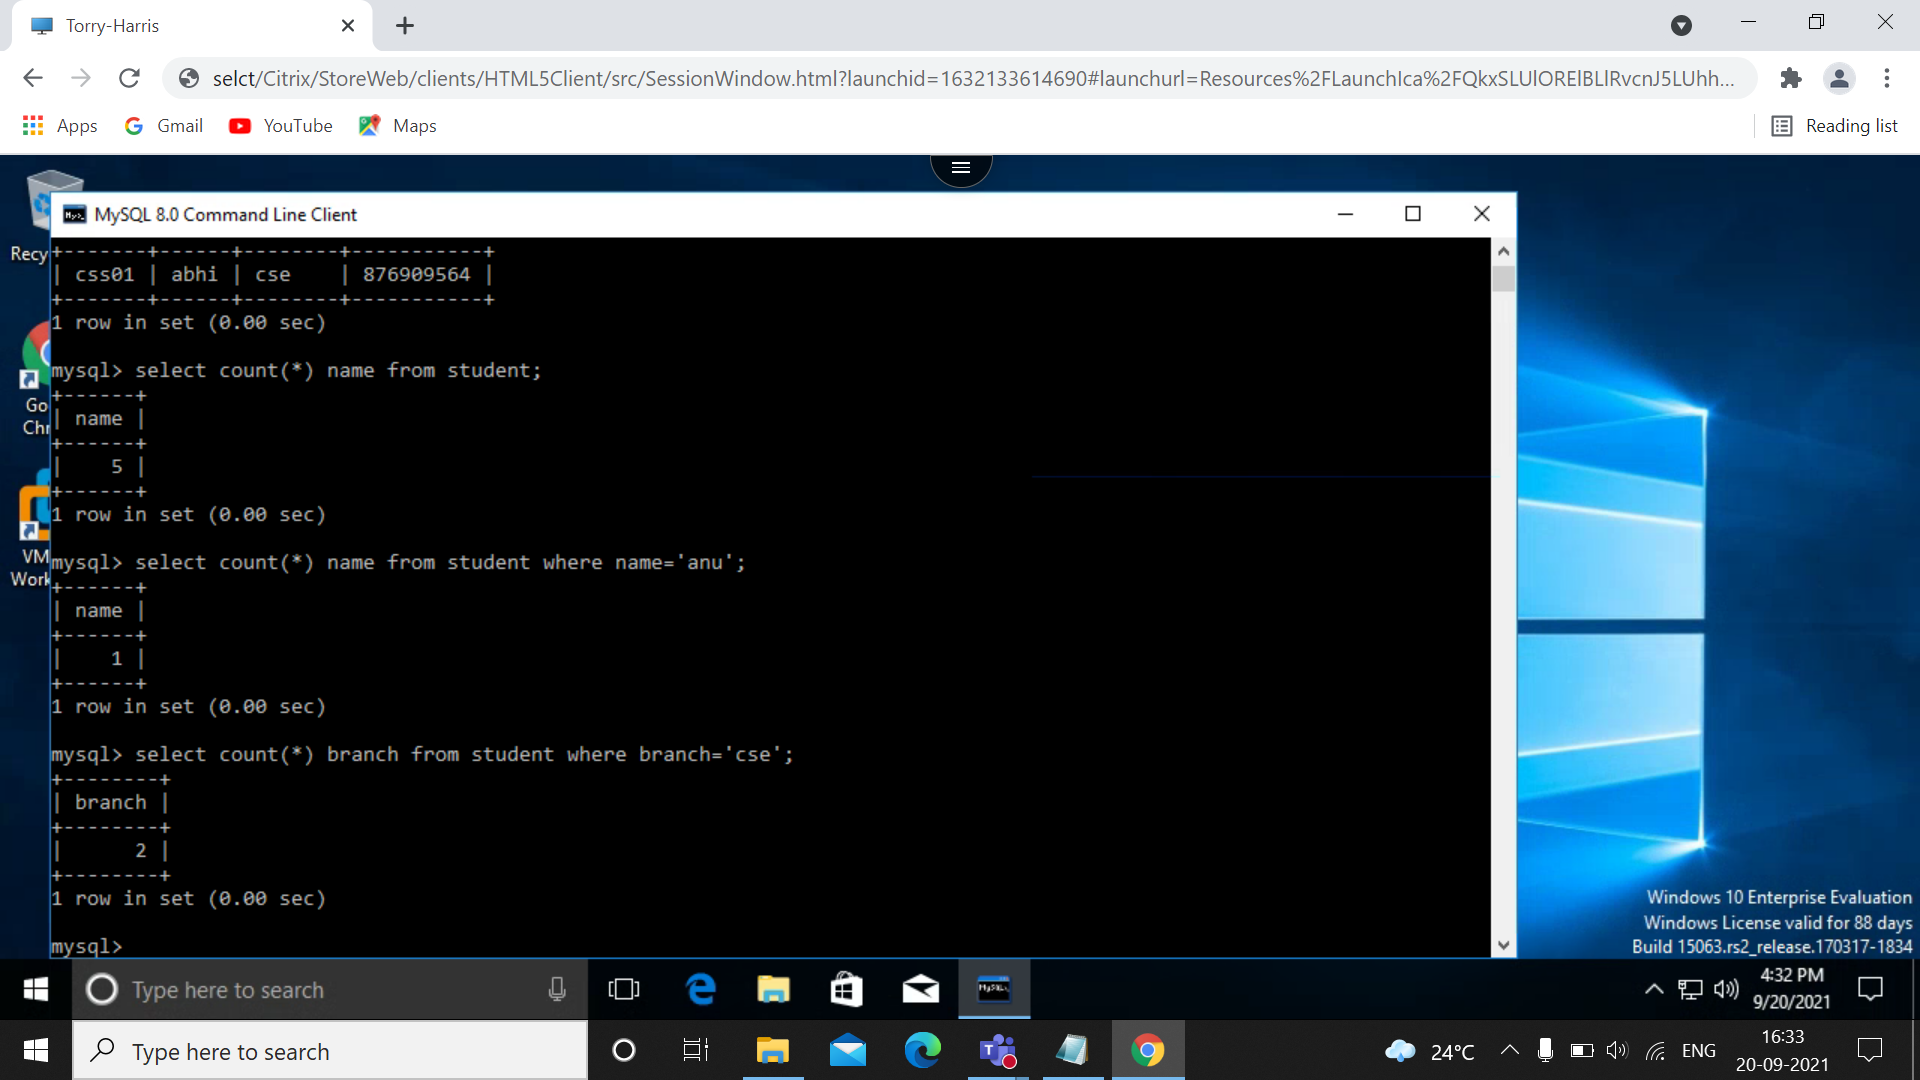 Torry-Harris
selct/Citrix/StoreWeb/clients/HTML5Client/src/SessionWindow.html?launchid=1632133614690#launchurl=Resources%2FLaunchIca%2FQkxSLUlORElBLlRvcnJ5LUhh...
Apps Gmail YouTube Maps Reading list
MySQL 8.0 Command Line Client
Recy
+-------+------+--------+-----------+
| css01 | abhi | cse    | 876909564 |
+-------+------+--------+-----------+
1 row in set (0.00 sec)
mysql> select count(*) name from student;
+------+
| name |
+------+
|    5 |
+------+
1 row in set (0.00 sec)
Go
Chr
mysql> select count(*) name from student where name='anu';
+------+
| name |
+------+
|    1 |
+------+
1 row in set (0.00 sec)
VM
Work
mysql> select count(*) branch from student where branch='cse';
+--------+
| branch |
+--------+
|      2 |
+--------+
1 row in set (0.00 sec)
mysql>
Windows 10 Enterprise Evaluation
Windows License valid for 88 days
Build 15063.rs2_release.170317-1834
Type here to search
4:32 PM
9/20/2021
Type here to search
24°C
ENG
16:33
20-09-2021